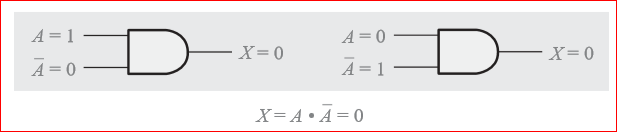 A = 1
X = 0
A̅ = 0
A = 0
X = 0
A̅ = 1
X = A • A̅ = 0